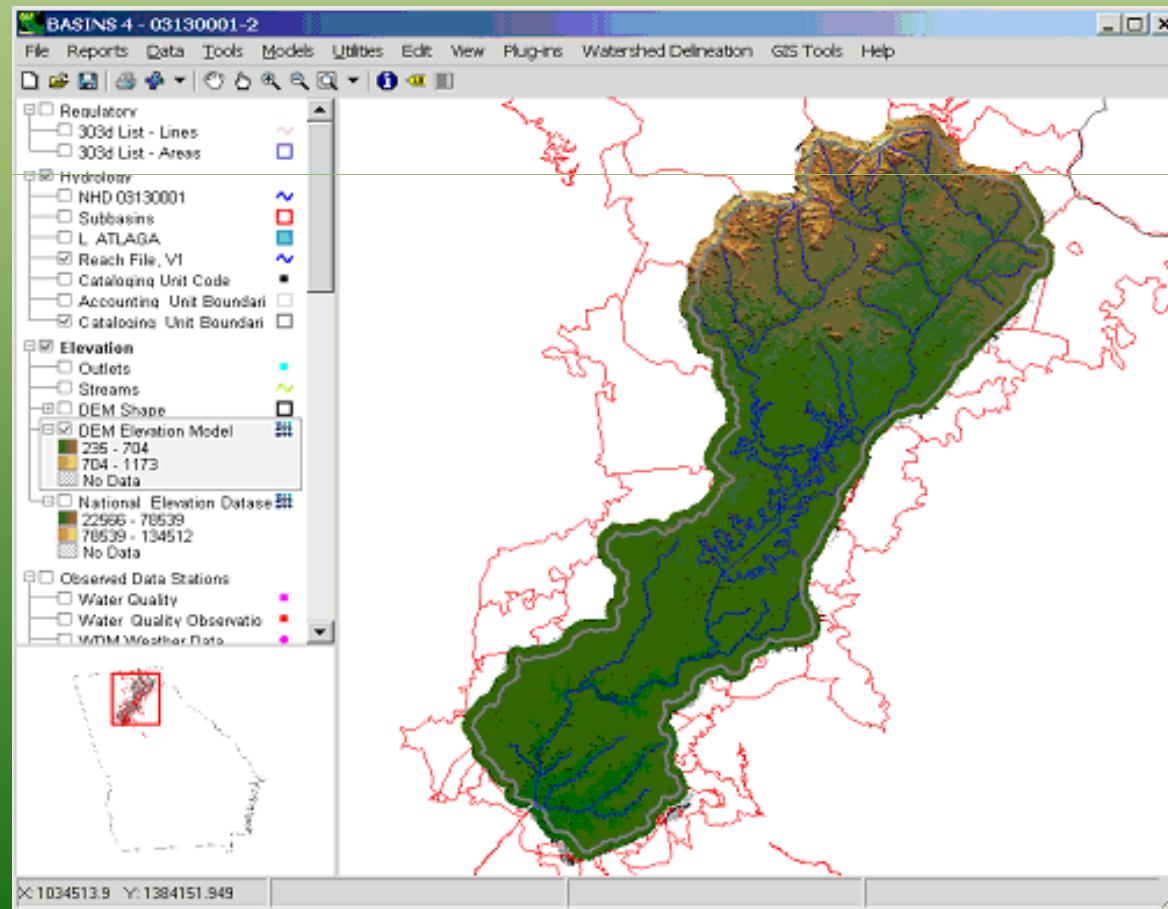 BASINS 4 - 03130001-2
File Reports Data Tools Models Utilities Edit View Plug-ins Watershed Delineation GIS Tools Help
Regulatory
303d List - Lines
303d List - Areas
Hydrology
NHD 03130001
Subbasins
L_ATLAGA
Reach File, V1
Cataloging Unit Code
Accounting Unit Boundari
Cataloging Unit Boundari
Elevation
Outlets
Streams
DEM Shape
DEM Elevation Model
235 - 704
704 - 1173
No Data
National Elevation Datase
22566 - 78539
78539 - 134512
No Data
Observed Data Stations
Water Quality
Water Quality Observatio
WDM Weather Data
X: 1034513.9 Y: 1384151.949